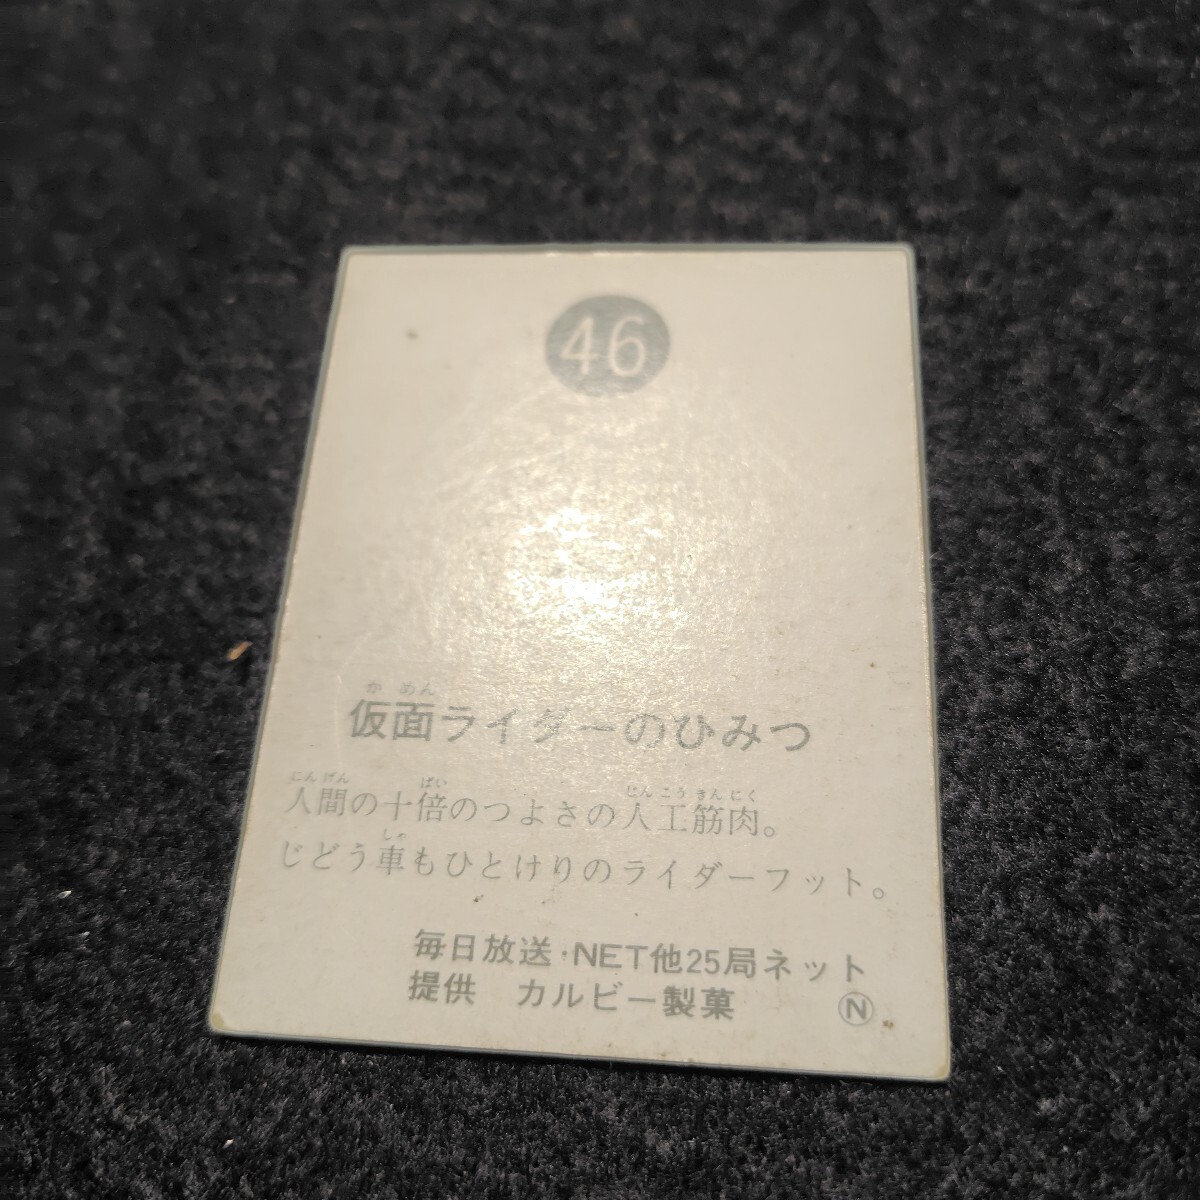 46
かめん
仮面ライダーのひみつ
にんげん ばい じんこうきんにく
人間の十倍のつよさの人工筋肉。
しゃ
じどう車もひとけりのライダーフット。
毎日放送・NET他25局ネット
提供 カルビー製菓 Ⓝ